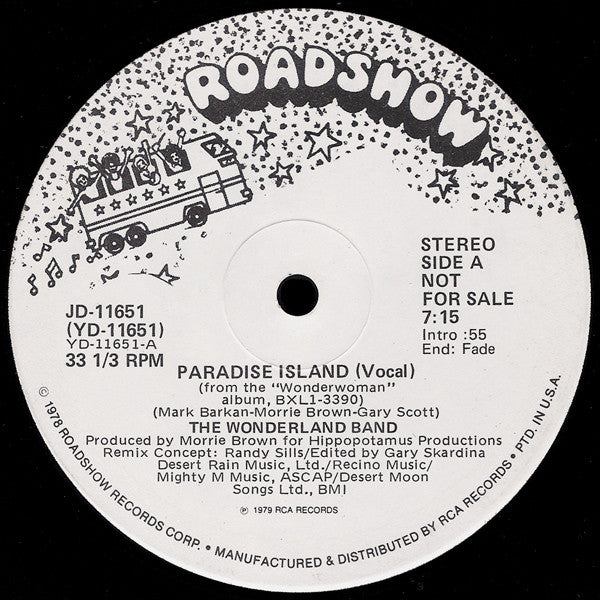 ROADSHOW
JD-11651
(YD-11651)
YD-11651-A
33 1/3 RPM
STEREO
SIDE A
NOT
FOR SALE
7:15
Intro :55
End: Fade
PARADISE ISLAND (Vocal)
(from the "Wonderwoman"
album, BXL1-3390)
(Mark Barkan-Morrie Brown-Gary Scott)
THE WONDERLAND BAND
Produced by Morrie Brown for Hippopotamus Productions
Remix Concept: Randy Sills/Edited by Gary Skardina
Desert Rain Music, Ltd./Recino Music/
Mighty M Music, ASCAP/Desert Moon
Songs Ltd., BMI
℗ 1979 RCA RECORDS
© 1978 ROADSHOW RECORDS CORP. • MANUFACTURED & DISTRIBUTED BY RCA RECORDS • PTD. IN U.S.A.